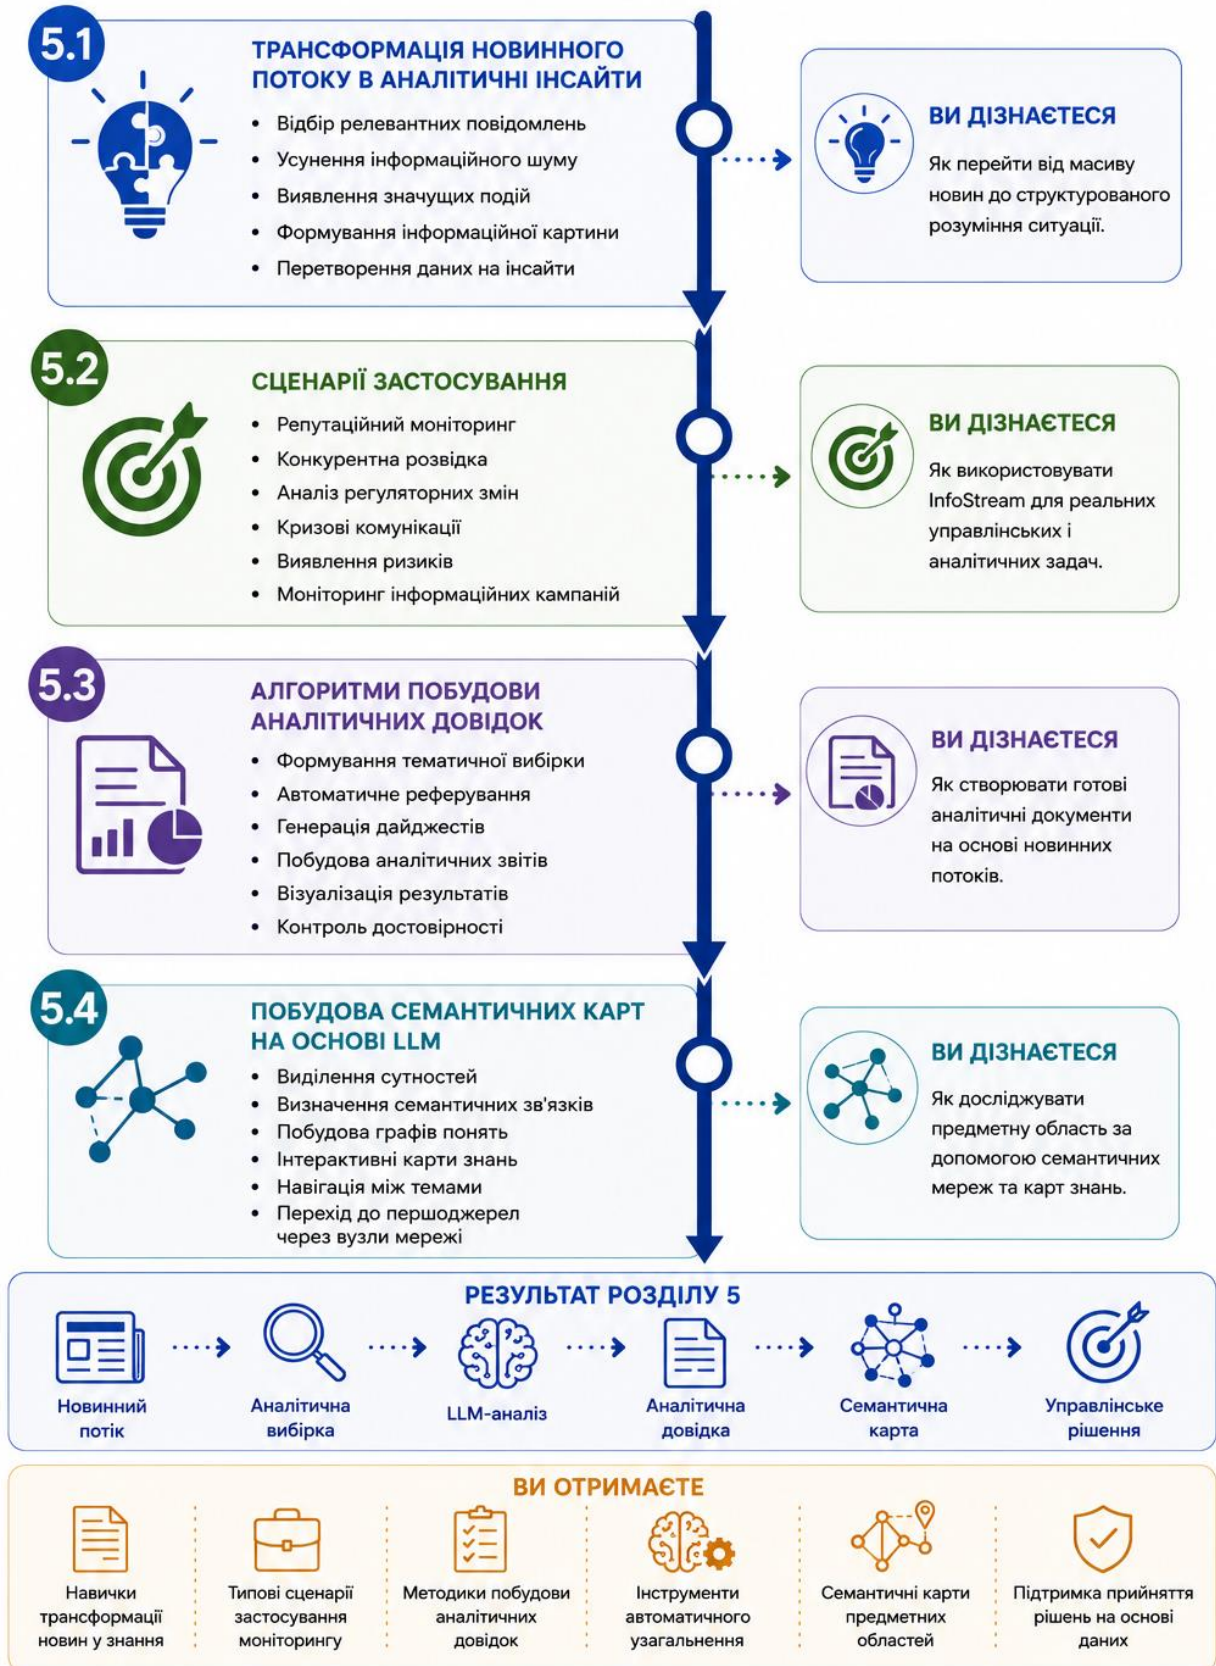 5.1
ТРАНСФОРМАЦІЯ НОВИННОГО
ПОТОКУ В АНАЛІТИЧНІ ІНСАЙТИ
• Відбір релевантних повідомлень
• Усунення інформаційного шуму
• Виявлення значущих подій
• Формування інформаційної картини
• Перетворення даних на інсайти
ВИ ДІЗНАЄТЕСЯ
Як перейти від масиву
новин до структурованого
розуміння ситуації.
5.2
СЦЕНАРІЇ ЗАСТОСУВАННЯ
• Репутаційний моніторинг
• Конкурентна розвідка
• Аналіз регуляторних змін
• Кризові комунікації
• Виявлення ризиків
• Моніторинг інформаційних кампаній
ВИ ДІЗНАЄТЕСЯ
Як використовувати
InfoStream для реальних
управлінських і
аналітичних задач.
5.3
АЛГОРИТМИ ПОБУДОВИ
АНАЛІТИЧНИХ ДОВІДОК
• Формування тематичної вибірки
• Автоматичне реферування
• Генерація дайджестів
• Побудова аналітичних звітів
• Візуалізація результатів
• Контроль достовірності
ВИ ДІЗНАЄТЕСЯ
Як створювати готові
аналітичні документи
на основі новинних
потоків.
5.4
ПОБУДОВА СЕМАНТИЧНИХ КАРТ
НА ОСНОВІ LLM
• Виділення сутностей
• Визначення семантичних зв'язків
• Побудова графів понять
• Інтерактивні карти знань
• Навігація між темами
• Перехід до першоджерел
через вузли мережі
ВИ ДІЗНАЄТЕСЯ
Як досліджувати
предметну область за
допомогою семантичних
мереж та карт знань.
РЕЗУЛЬТАТ РОЗДІЛУ 5
Новинний
потік
Аналітична
вибірка
LLM-аналіз
Аналітична
довідка
Семантична
карта
Управлінське
рішення
ВИ ОТРИМАЄТЕ
Навички
трансформації
новин у знання
Типові сценарії
застосування
моніторингу
Методики побудови
аналітичних
довідок
Інструменти
автоматичного
узагальнення
Семантичні карти
предметних
областей
Підтримка прийняття
рішень на основі
даних